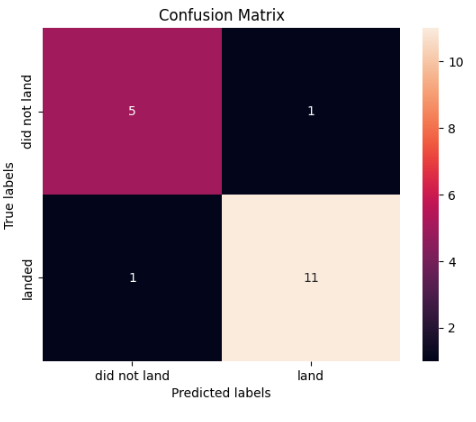 Confusion Matrix
True labels
did not land
5
1
landed
1
11
did not land
land
Predicted labels
10
8
6
4
2